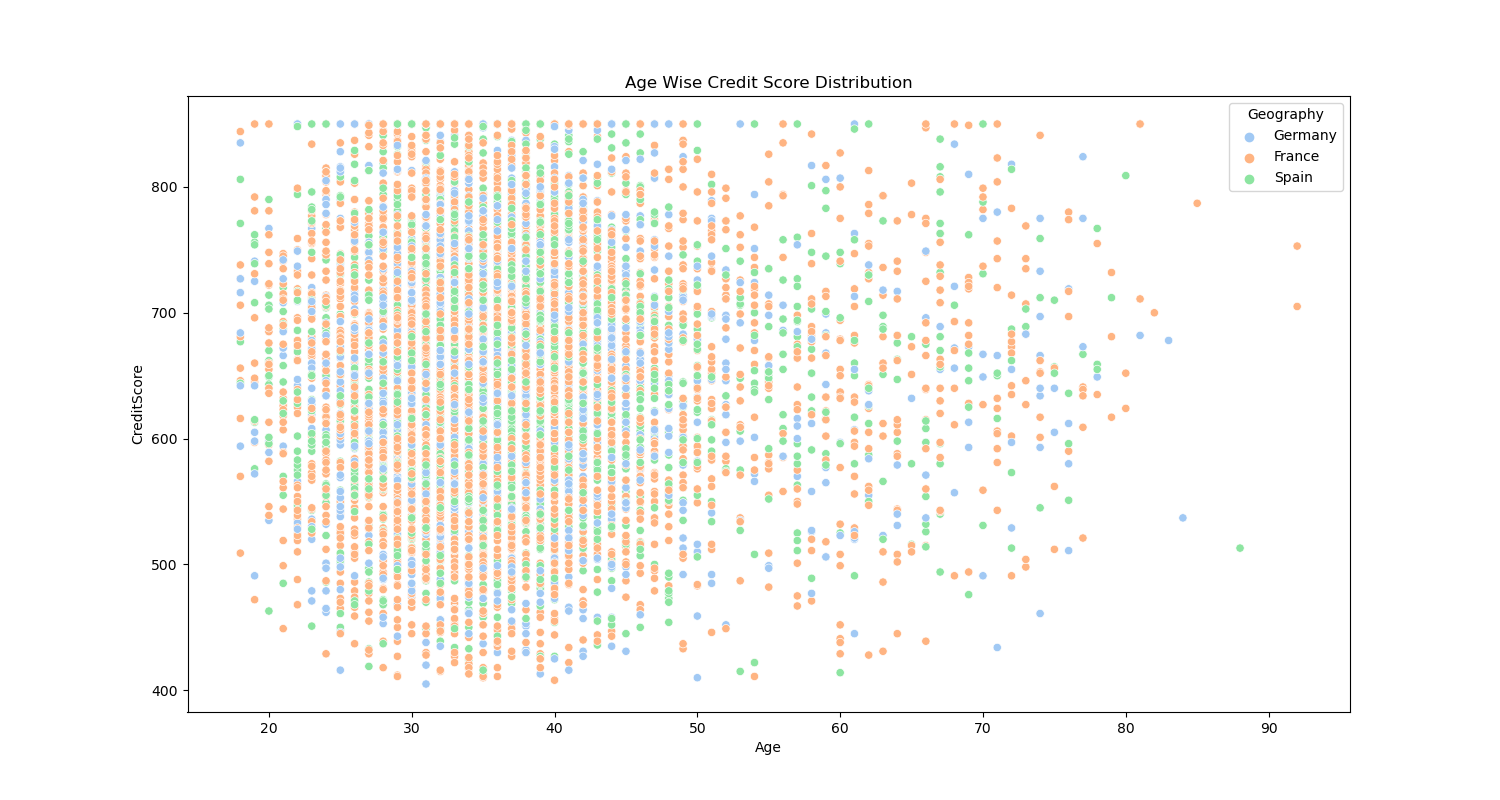 Age Wise Credit Score Distribution
Geography
Germany
France
Spain
800
700
600
500
400
CreditScore
20 30 40 50 60 70 80 90
Age